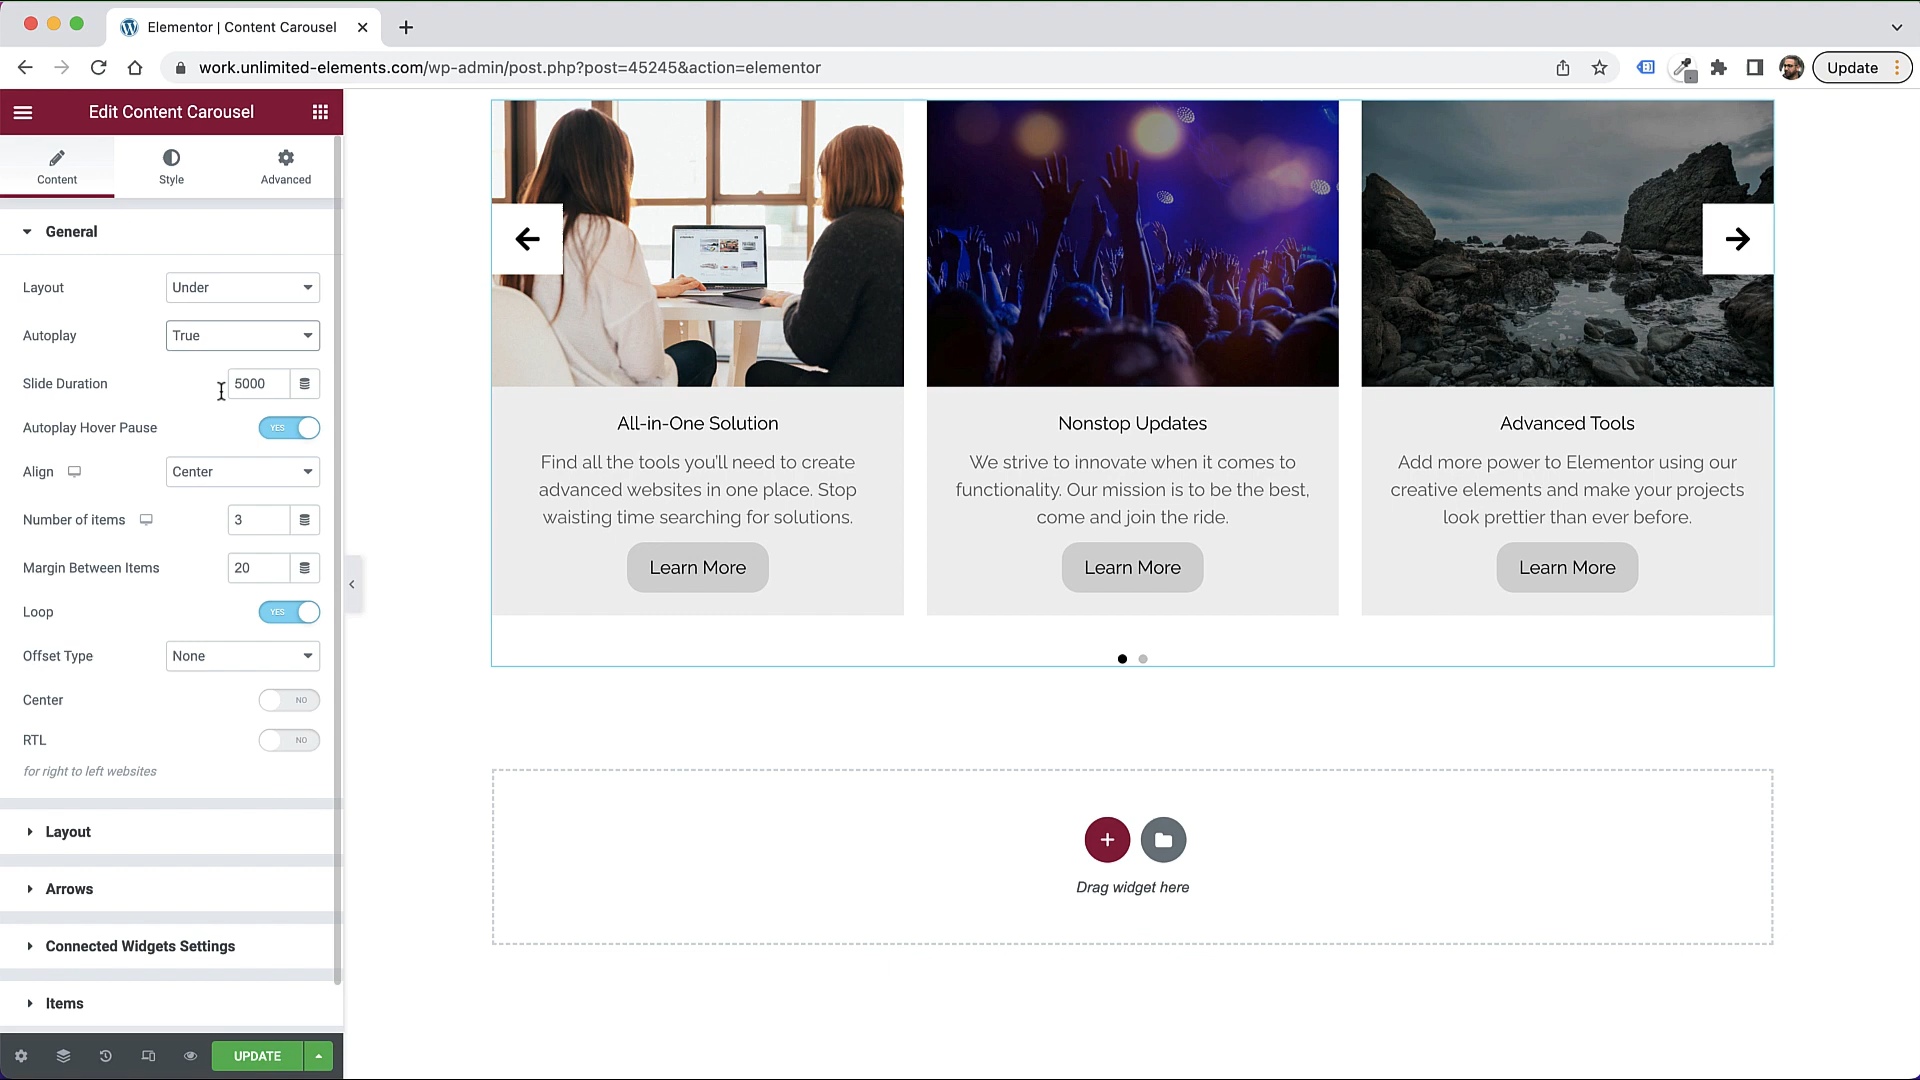 Elementor | Content Carousel
work.unlimited-elements.com/wp-admin/post.php?post=45245&action=elementor
Update
Edit Content Carousel
Content
Style
Advanced
General
Layout
Under
Autoplay
True
Slide Duration
5000
Autoplay Hover Pause
YES
Align
Center
Number of items
3
Margin Between Items
20
Loop
YES
Offset Type
None
Center
NO
RTL
NO
for right to left websites
Layout
Arrows
Connected Widgets Settings
Items
UPDATE
All-in-One Solution
Find all the tools you'll need to create
advanced websites in one place. Stop
waisting time searching for solutions.
Learn More
Nonstop Updates
We strive to innovate when it comes to
functionality. Our mission is to be the best,
come and join the ride.
Learn More
Advanced Tools
Add more power to Elementor using our
creative elements and make your projects
look prettier than ever before.
Learn More
Drag widget here